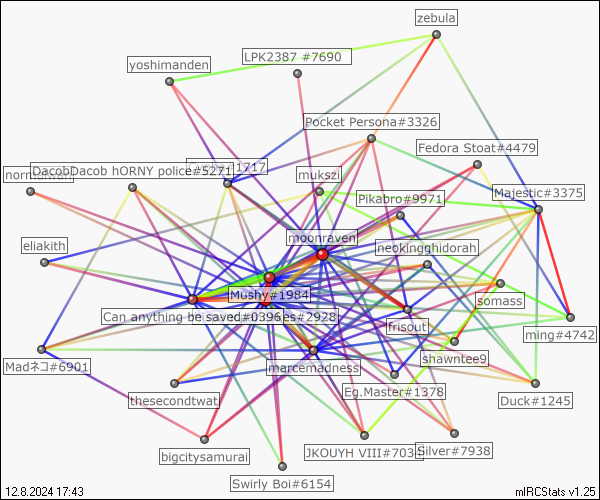 zebula
LPK2387 #7690
yoshimanden
Pocket Persona#3326
Fedora Stoat#4479
DacobDacob hORNY police#5271
1717
mukszi
Majestic#3375
Pikabro#9971
moonraven
eliakith
neokingghidorah
Mushy#1984
somass
Can anything be saved#0396
es#2928
frisout
ming#4742
shawntee9
Madネコ#6901
marcemadness
Eg.Master#1378
thesecondtwat
Duck#1245
bigcitysamurai
JKOUYH VIII#703
Silver#7938
Swirly Boi#6154
12.8.2024 17:43
mIRCStats v1.25